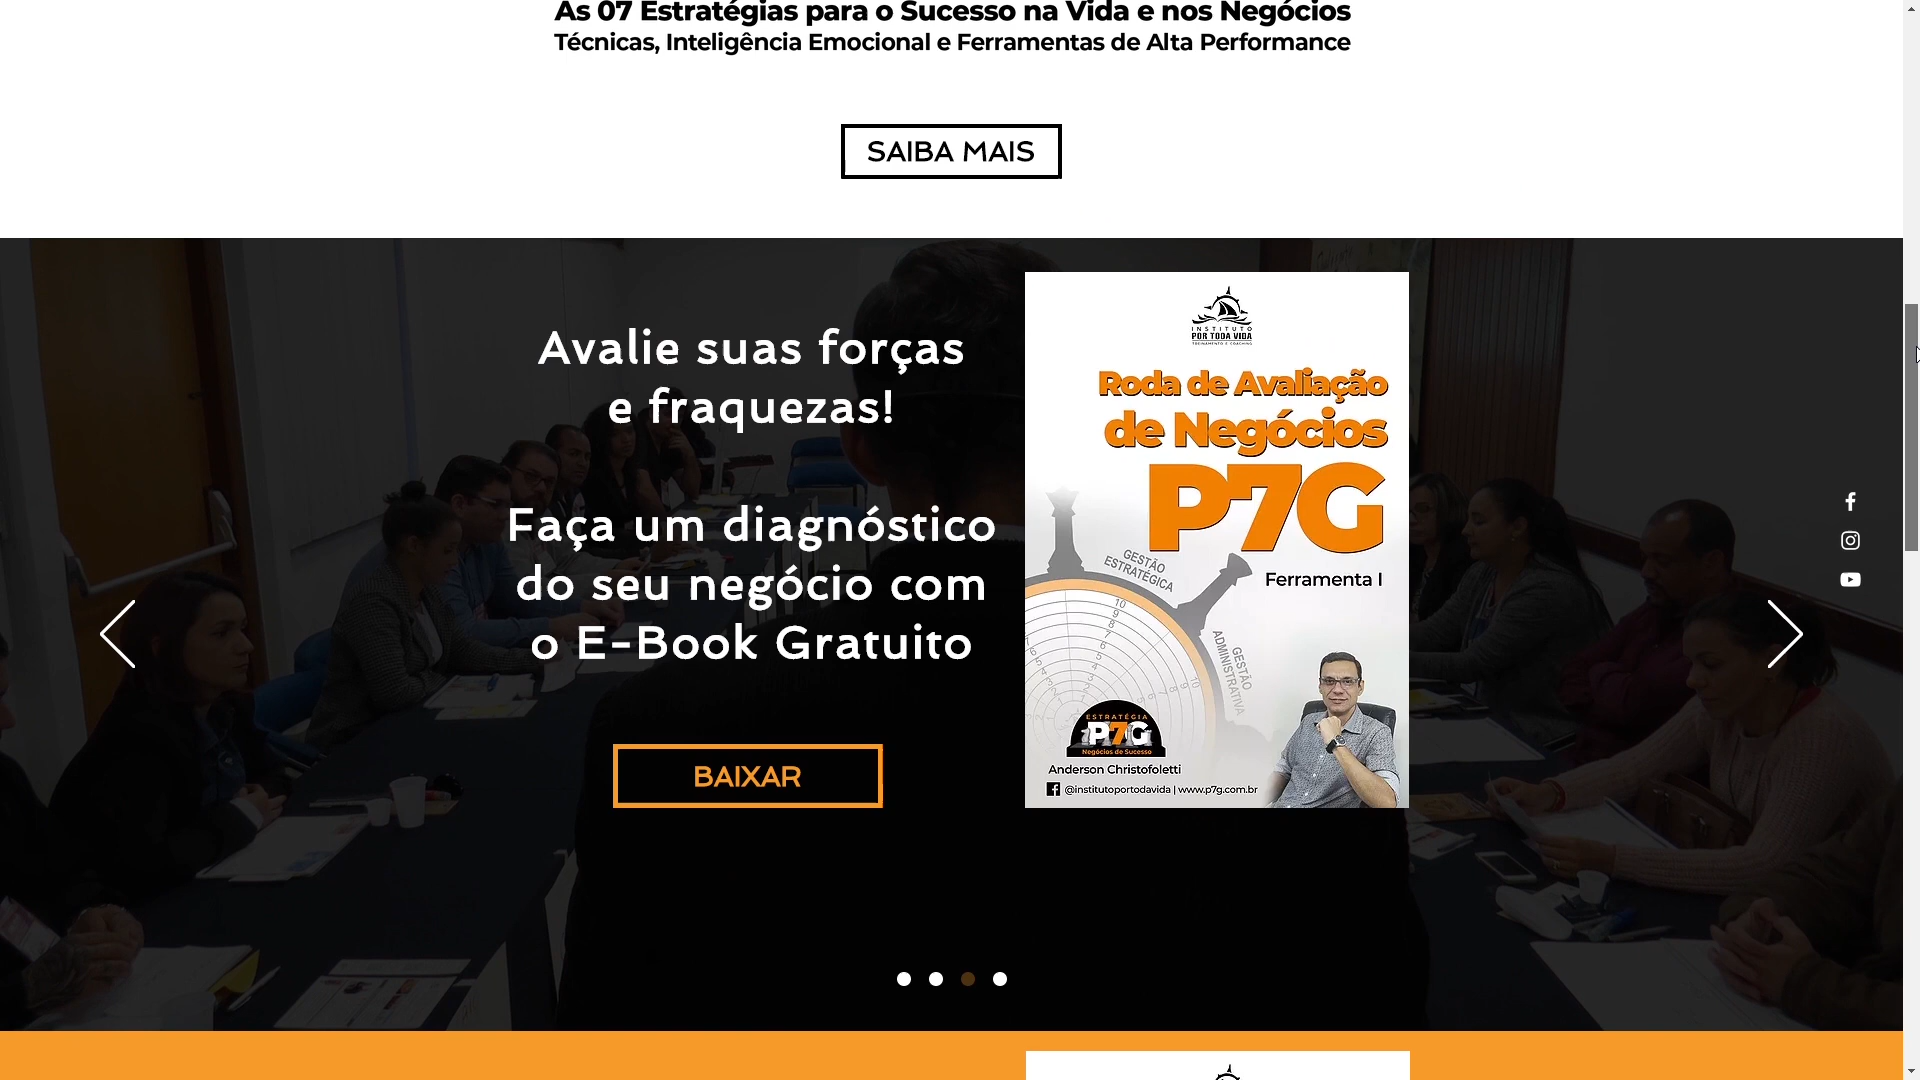 As 07 Estratégias para o Sucesso na Vida e nos Negócios
Técnicas, Inteligência Emocional e Ferramentas de Alta Performance
SAIBA MAIS
Avalie suas forças
e fraquezas!
Faça um diagnóstico
do seu negócio com
o E-Book Gratuito
BAIXAR
INSTITUTO
POR TODA VIDA
TREINAMENTO E COACHING
Roda de Avaliação
de Negócios
P7G
Ferramenta I
GESTÃO
ESTRATÉGICA
GESTÃO
ADMINISTRATIVA
ESTRATÉGIA
P7G
Negócios de Sucesso
Anderson Christofoletti
@institutoportodavida | www.p7g.com.br